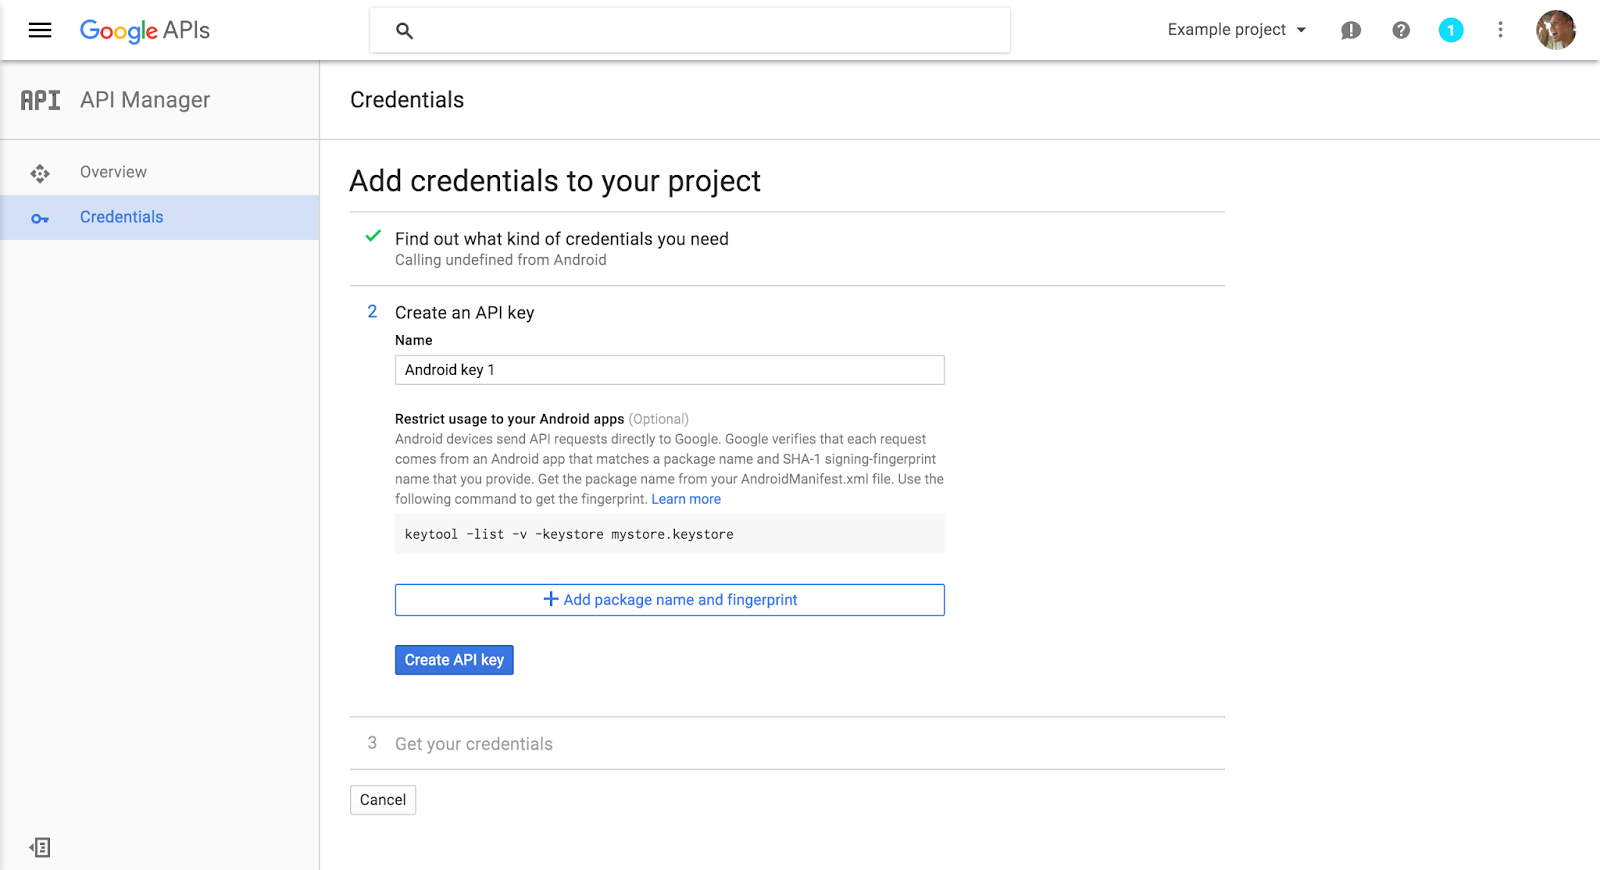 Google APIs
Example project
1
API API Manager
Credentials
Overview
Credentials
Add credentials to your project
Find out what kind of credentials you need
Calling undefined from Android
2 Create an API key
Name
Android key 1
Restrict usage to your Android apps (Optional)
Android devices send API requests directly to Google. Google verifies that each request
comes from an Android app that matches a package name and SHA-1 signing-fingerprint
name that you provide. Get the package name from your AndroidManifest.xml file. Use the
following command to get the fingerprint. Learn more
keytool -list -v -keystore mystore.keystore
Add package name and fingerprint
Create API key
3 Get your credentials
Cancel